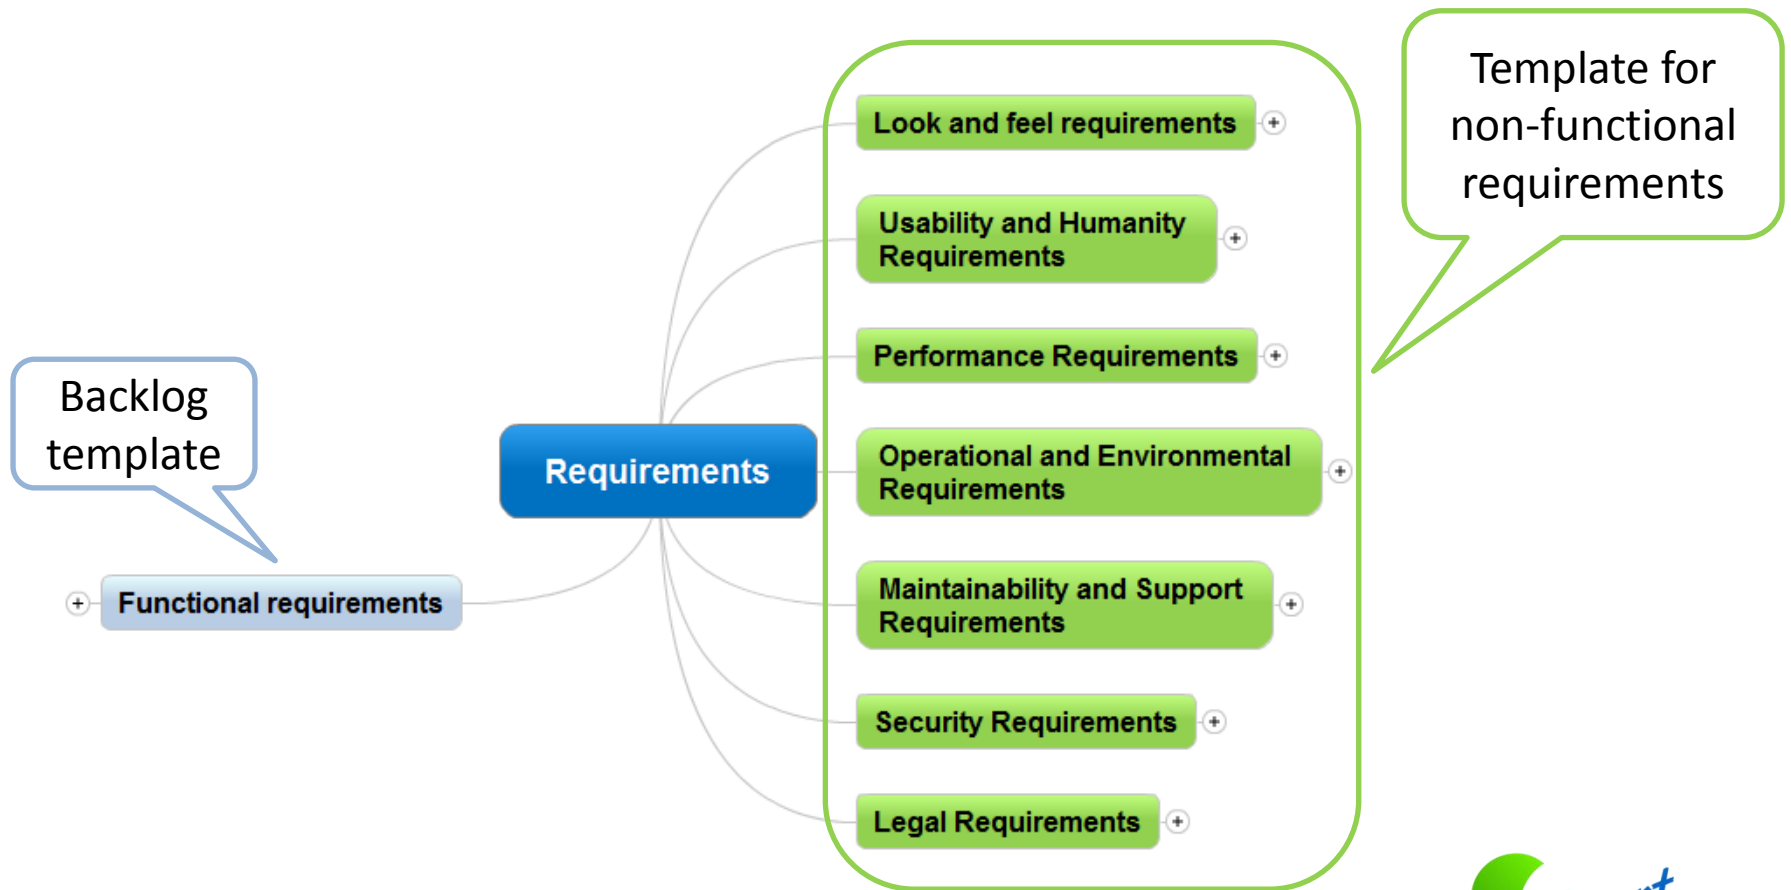 Template for
non-functional
requirements
Look and feel requirements
Usability and Humanity
Requirements
Performance Requirements
Backlog
template
Requirements
Operational and Environmental
Requirements
Functional requirements
Maintainability and Support
Requirements
Security Requirements
Legal Requirements